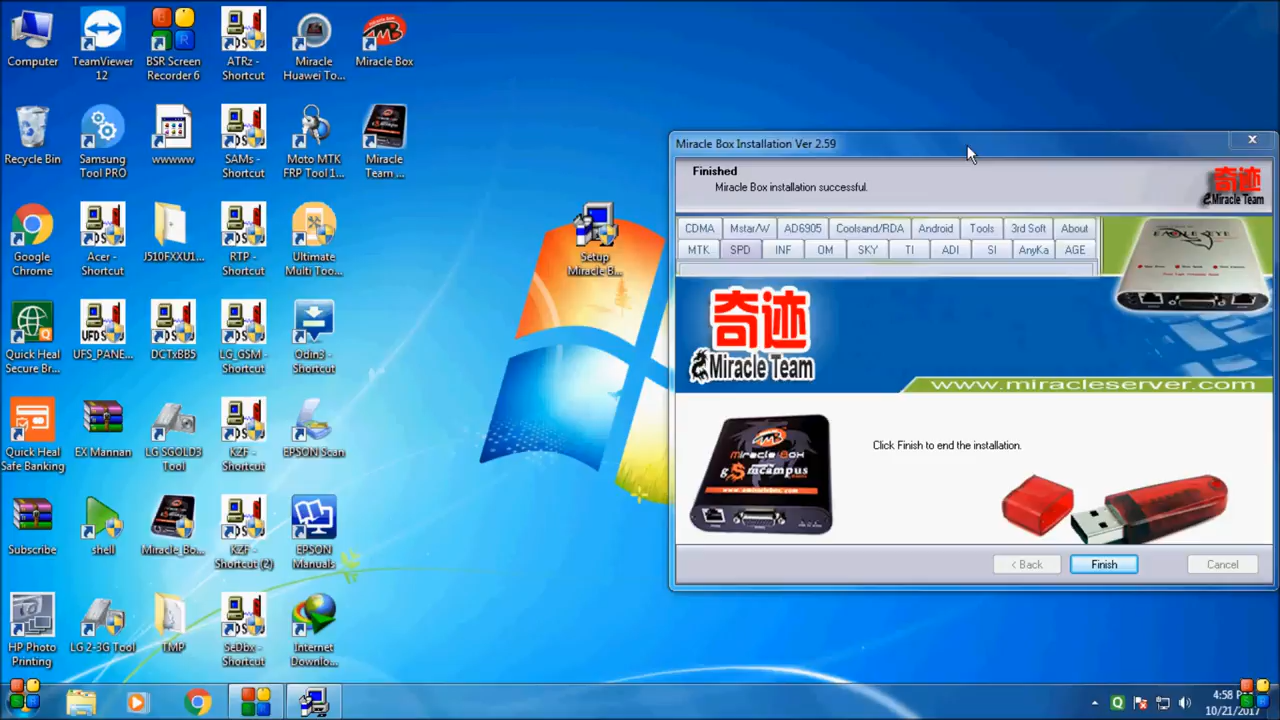 Computer
TeamViewer
12
BSR Screen
Recorder 6
ATRz -
Shortcut
Miracle
Huawei To...
Miracle Box
Recycle Bin
Samsung
Tool PRO
wwwww
SAMs -
Shortcut
Moto MTK
FRP Tool 1...
Miracle
Team ...
Google
Chrome
Acer -
Shortcut
J510FXXU1...
RTP -
Shortcut
Ultimate
Multi Too...
Setup
Miracle B...
Quick Heal
Secure Br...
UFS_PANE...
DCTxBB5
LG_GSM -
Shortcut
Odin3 -
Shortcut
Quick Heal
Safe Banking
EX Mannan
LG SGOLD3
Tool
KZF -
Shortcut
EPSON Scan
Subscribe
shell
Miracle_Bo...
KZF -
Shortcut (2)
EPSON
Manuals
HP Photo
Printing
LG 2-3G Tool
TMP
SeDbx -
Shortcut
Internet
Downlo...
Miracle Box Installation Ver 2.59
Finished
Miracle Box installation successful.
奇迹
Miracle Team
CDMA Mstar/W AD6905 Coolsand/RDA Android Tools 3rd Soft About
MTK SPD INF OM SKY TI ADI SI AnyKa AGE
EAGLE EYE
奇迹
Miracle Team
www.miracleserver.com
Click Finish to end the installation.
Miracle Box
gsmcampus
< Back Finish Cancel
4:58 PM
10/21/2017